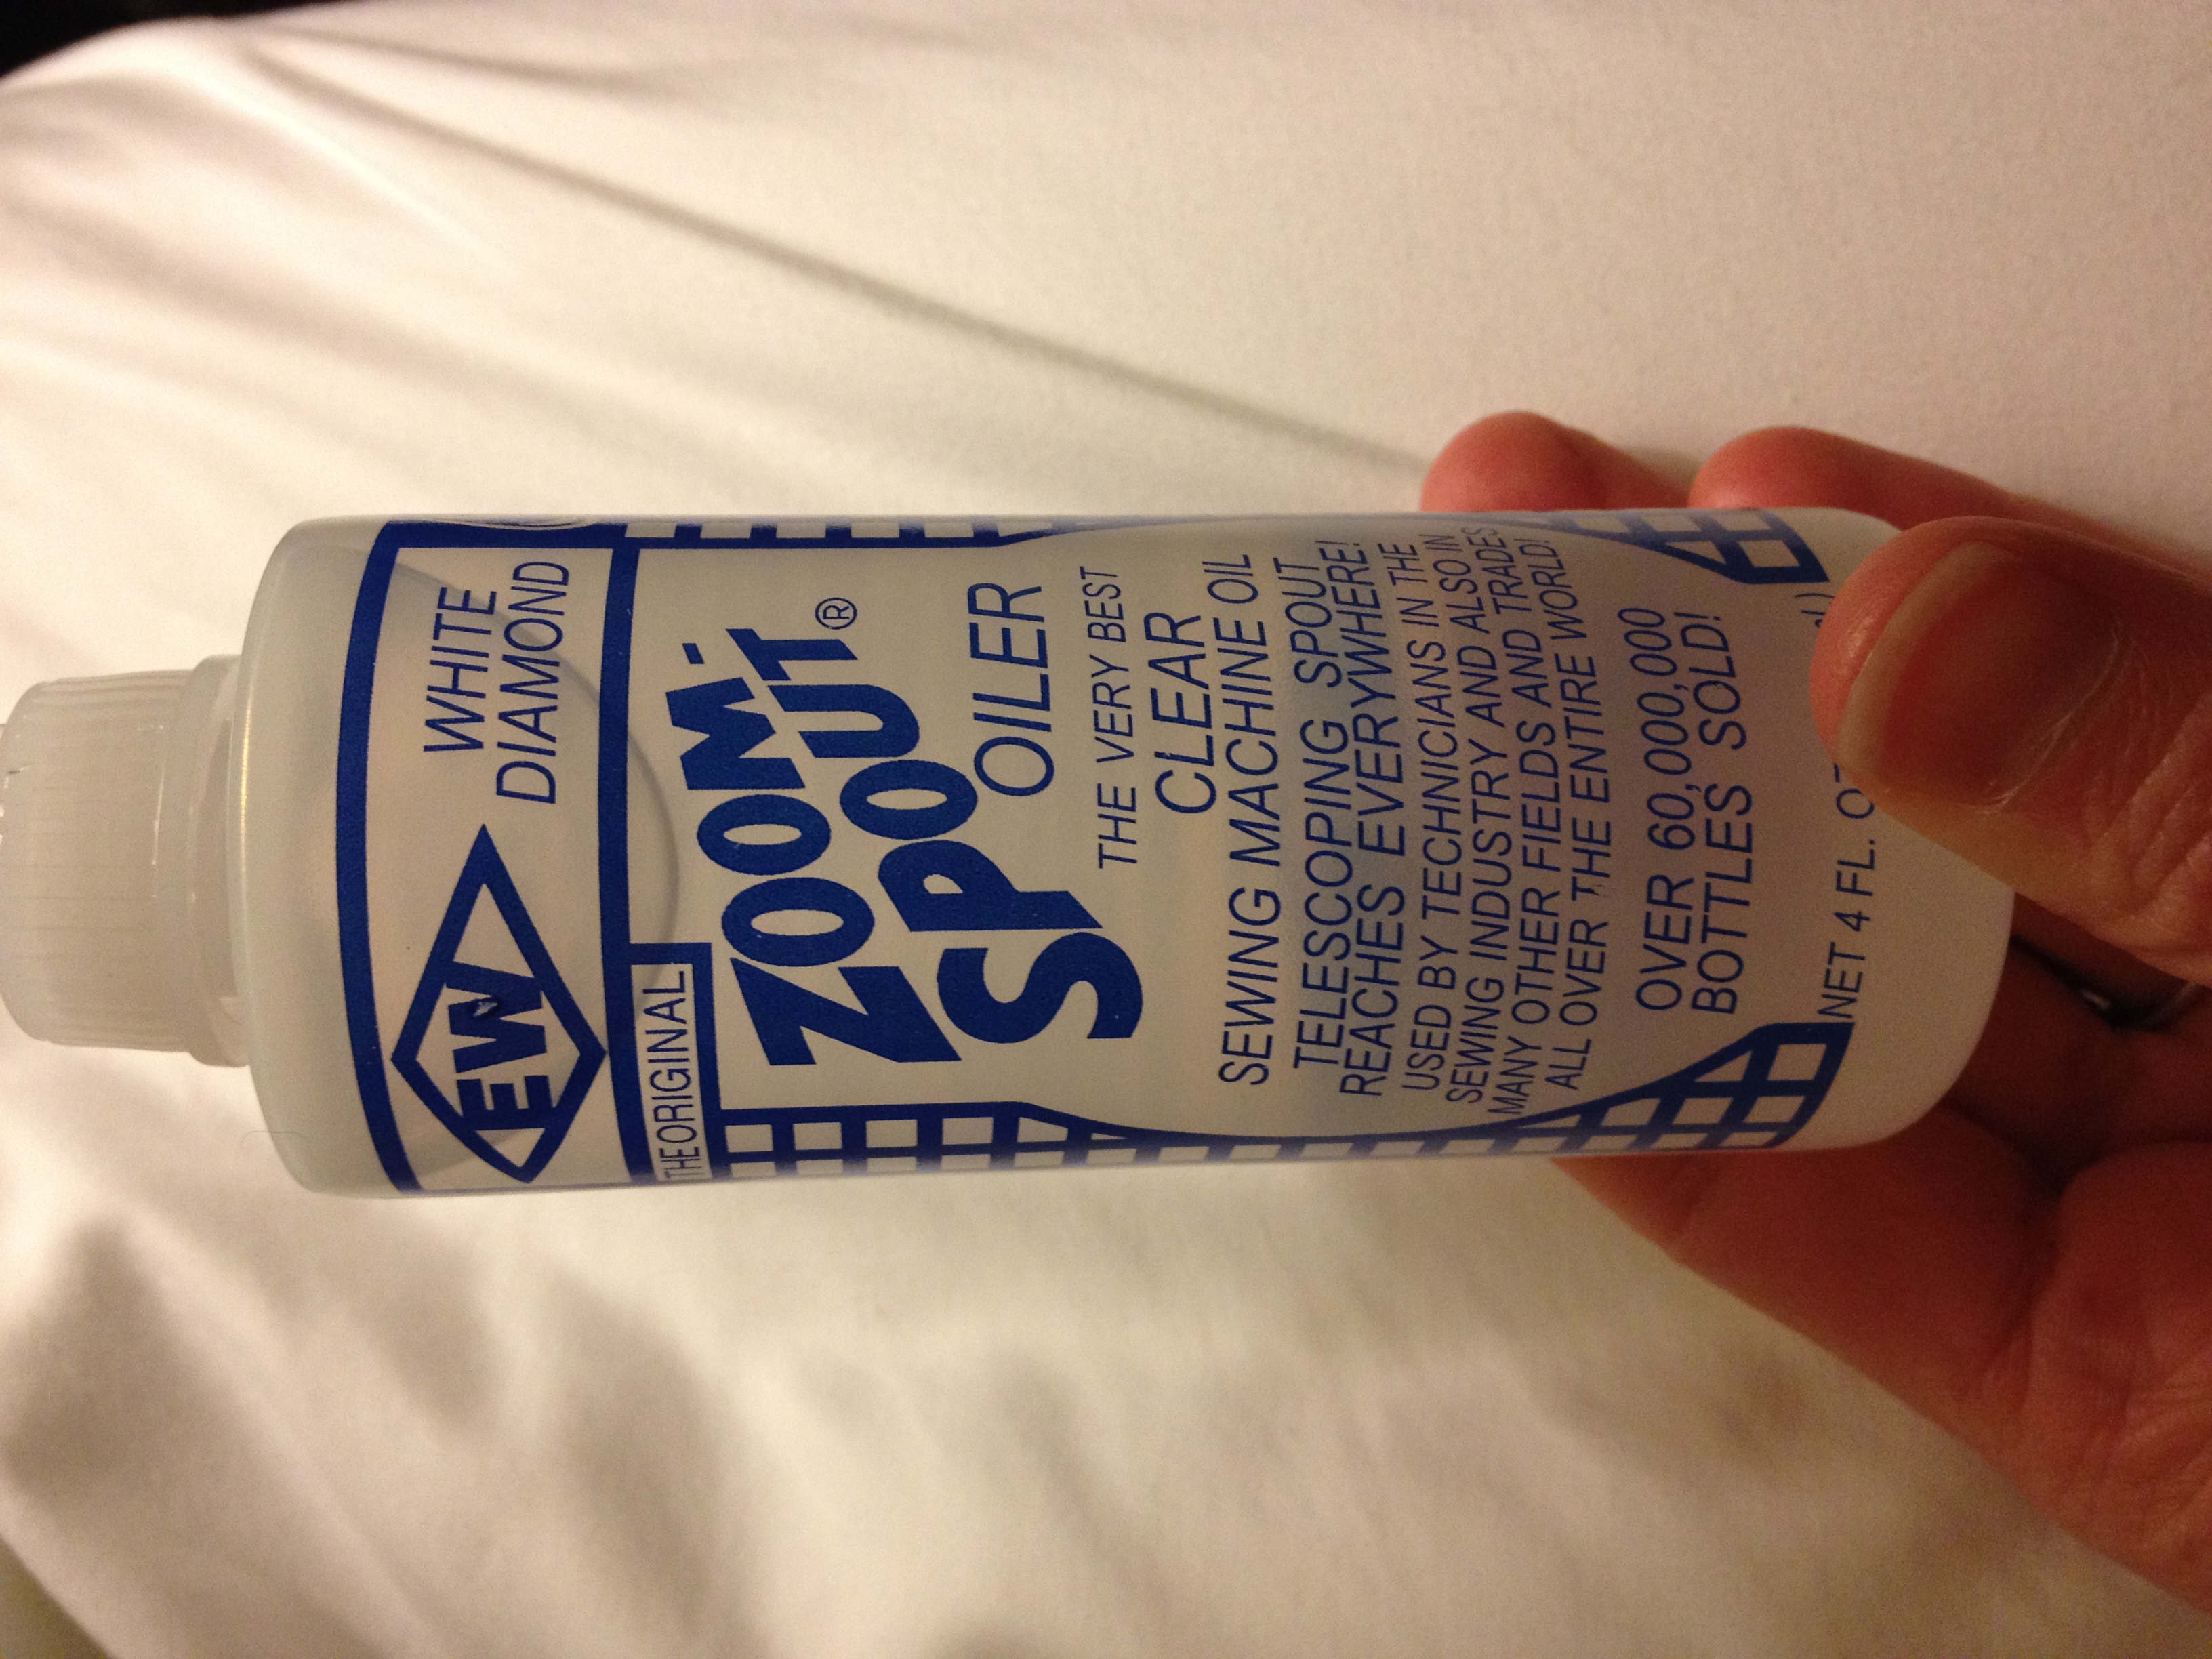 EW
WHITE
DIAMOND
THE ORIGINAL
ZOOM-
SPOUT®
OILER
THE VERY BEST
CLEAR
SEWING MACHINE OIL
TELESCOPING SPOUT
REACHES EVERYWHERE!
USED BY TECHNICIANS IN THE
SEWING INDUSTRY AND ALSO IN
MANY OTHER FIELDS AND TRADES
ALL OVER THE ENTIRE WORLD!
OVER 60,000,000
BOTTLES SOLD!
NET 4 FL.